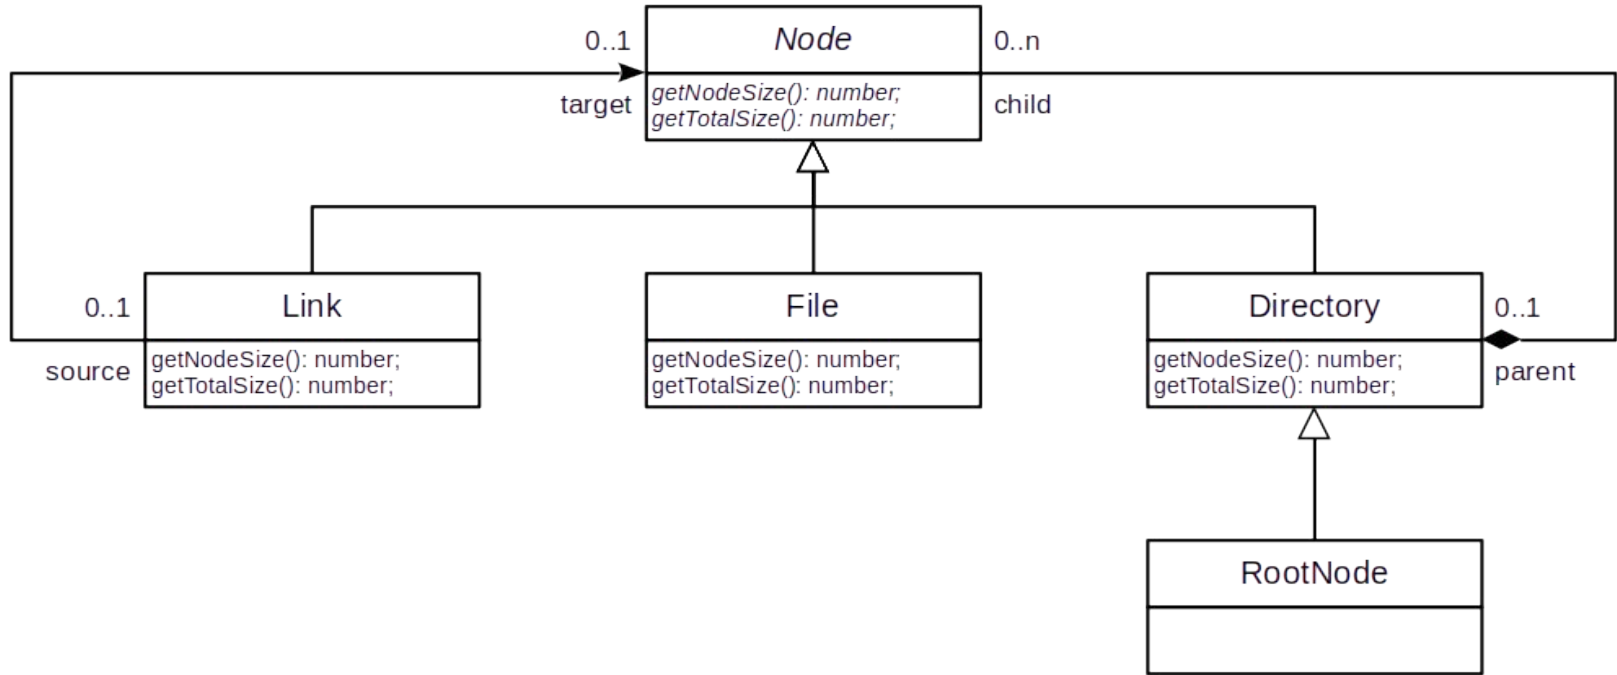 0..1
Node
0..n
target
getNodeSize(): number;
getTotalSize(): number;
child
0..1
Link
source
getNodeSize(): number;
getTotalSize(): number;
File
getNodeSize(): number;
getTotalSize(): number;
Directory
0..1
getNodeSize(): number;
getTotalSize(): number;
parent
RootNode